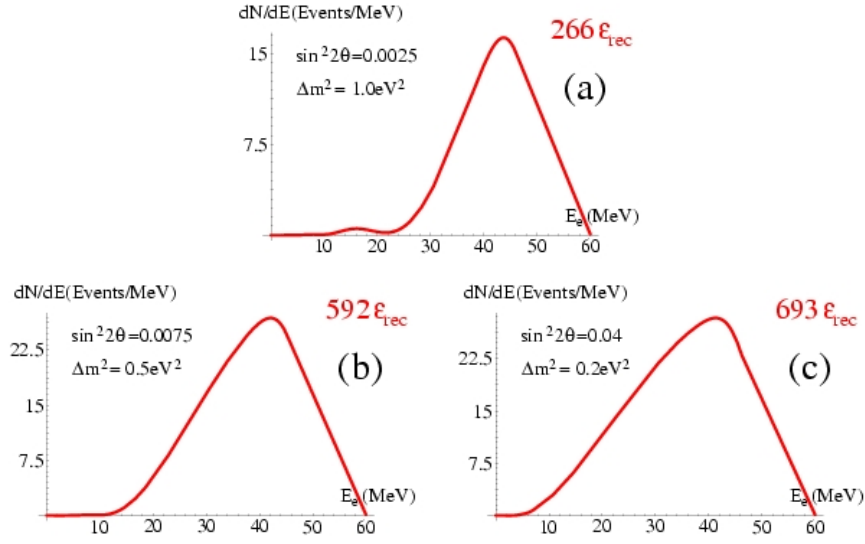 dN/dE(Events/MeV)
266 ε_rec
15
sin²2θ=0.0025
Δm²= 1.0eV²
(a)
7.5
E_e(MeV)
10 20 30 40 50 60
dN/dE(Events/MeV)
592 ε_rec
sin²2θ=0.0075
22.5
Δm²= 0.5eV²
(b)
15
7.5
E_e(MeV)
10 20 30 40 50 60
dN/dE(Events/MeV)
693 ε_rec
sin²2θ=0.04
22.5
Δm²= 0.2eV²
(c)
15
7.5
E_e(MeV)
10 20 30 40 50 60